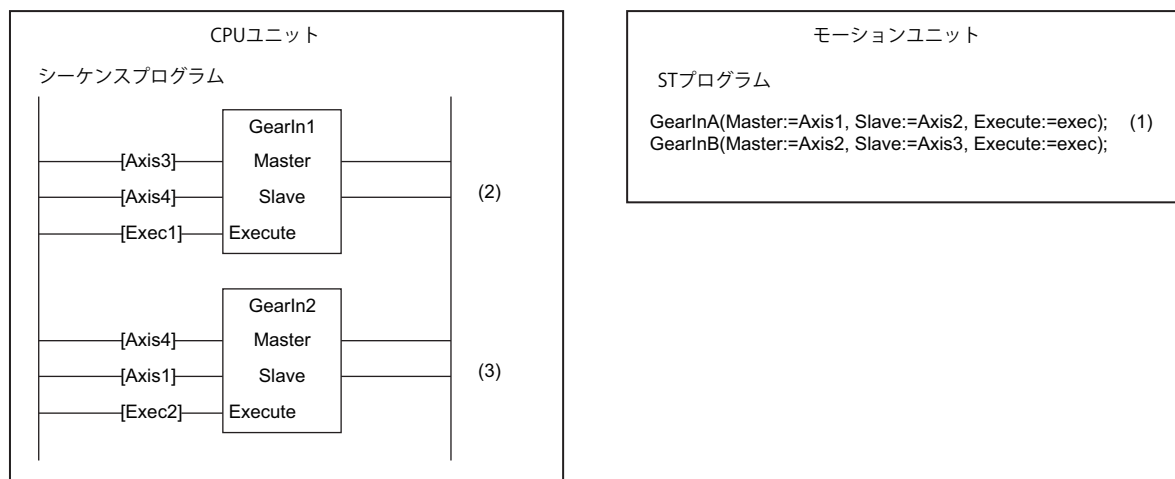 CPUユニット
シーケンスプログラム
GearIn1
[Axis3] Master
[Axis4] Slave
(2)
[Exec1] Execute
GearIn2
[Axis4] Master
[Axis1] Slave
(3)
[Exec2] Execute
モーションユニット
STプログラム
GearInA(Master:=Axis1, Slave:=Axis2, Execute:=exec); (1)
GearInB(Master:=Axis2, Slave:=Axis3, Execute:=exec);